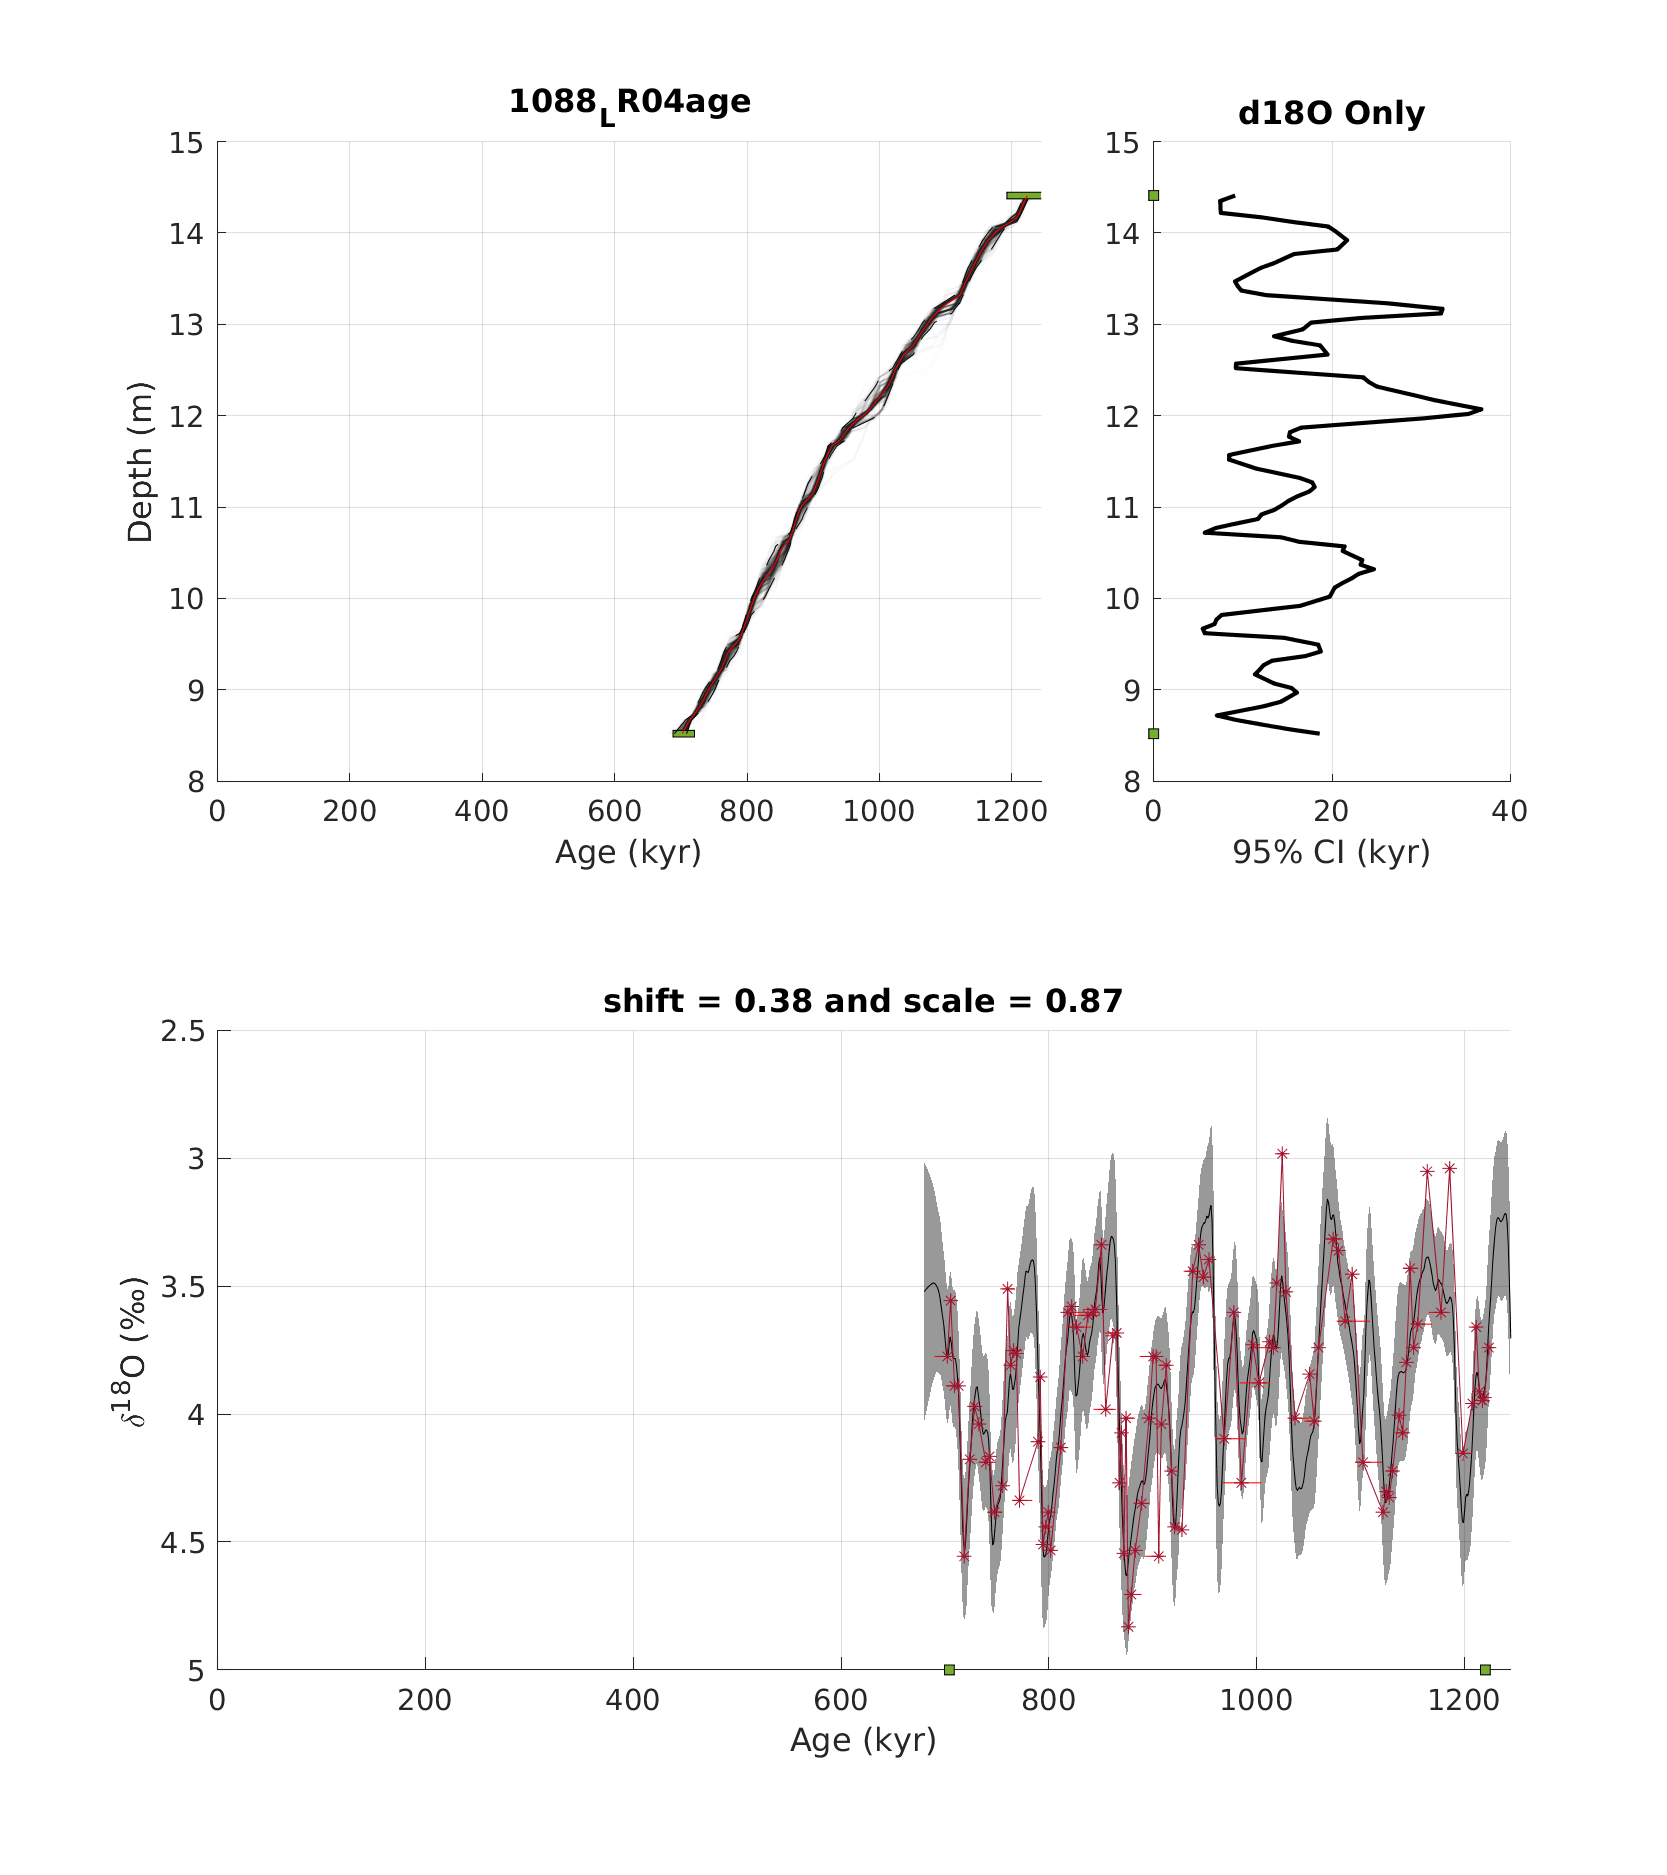 1088LR04age
15
14
13
12
11
10
9
8
Depth (m)
0 200 400 600 800 1000 1200
Age (kyr)
d18O Only
15
14
13
12
11
10
9
8
0 20 40
95% CI (kyr)
shift = 0.38 and scale = 0.87
2.5
3
3.5
4
4.5
5
δ18O (‰)
0 200 400 600 800 1000 1200
Age (kyr)